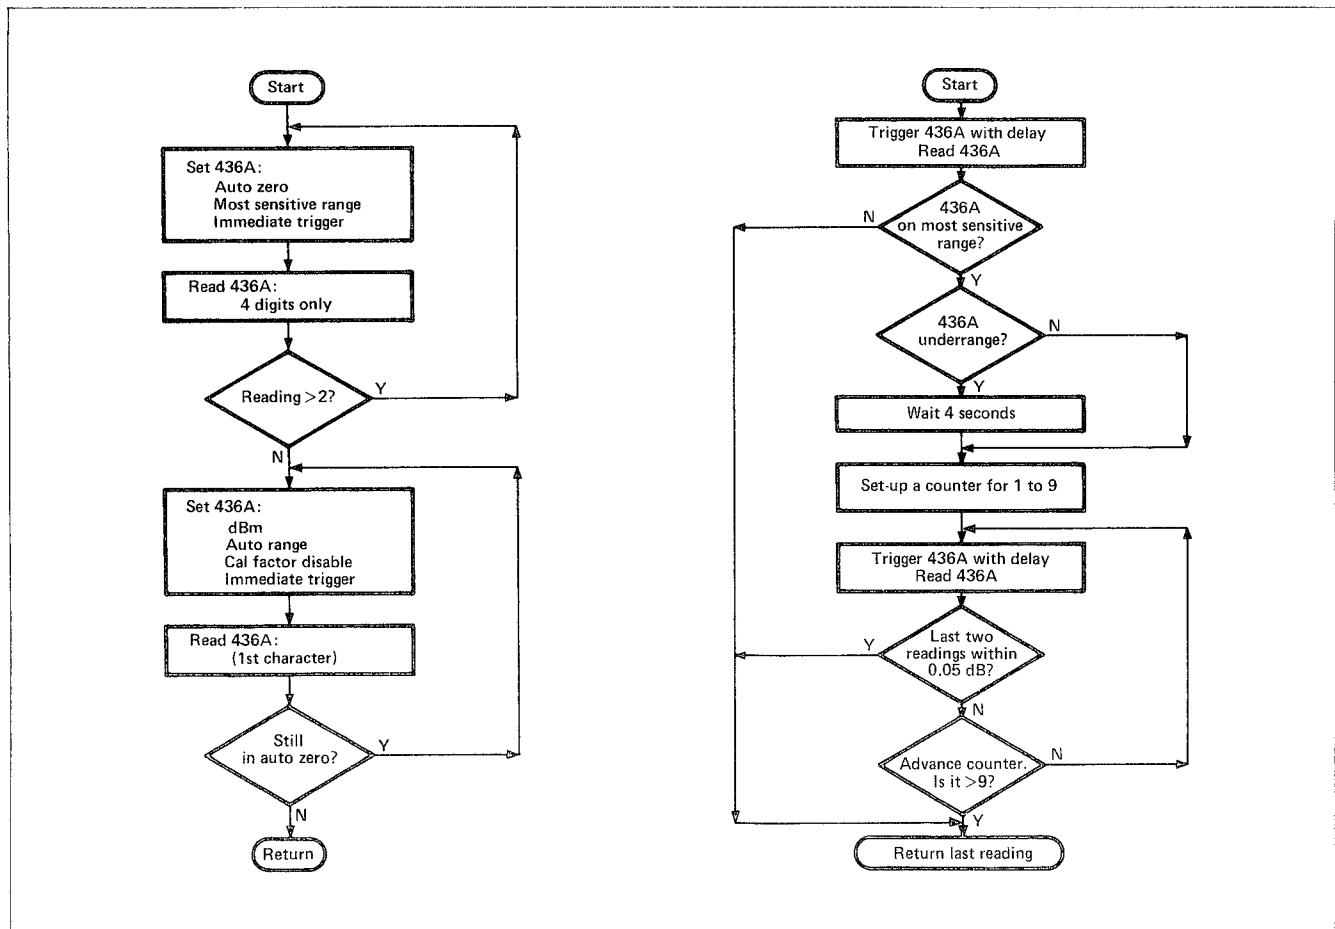 Start
Set 436A:
Auto zero
Most sensitive range
Immediate trigger
Read 436A:
4 digits only
Reading >2?
Y
N
Set 436A:
dBm
Auto range
Cal factor disable
Immediate trigger
Read 436A:
(1st character)
Still
in auto zero?
Y
N
Return
Start
Trigger 436A with delay
Read 436A
436A
on most sensitive
range?
N
Y
436A
underrange?
N
Y
Wait 4 seconds
Set-up a counter for 1 to 9
Trigger 436A with delay
Read 436A
Last two
readings within
0.05 dB?
Y
N
Advance counter.
Is it >9?
N
Y
Return last reading